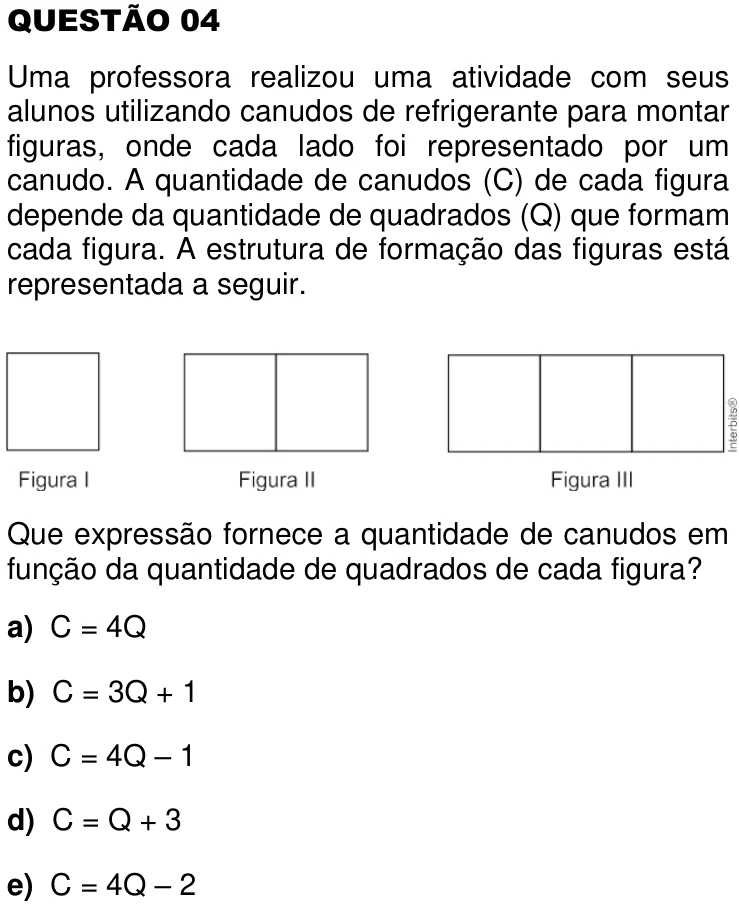 QUESTÃO 04
Uma professora realizou uma atividade com seus
alunos utilizando canudos de refrigerante para montar
figuras, onde cada lado foi representado por um
canudo. A quantidade de canudos (C) de cada figura
depende da quantidade de quadrados (Q) que formam
cada figura. A estrutura de formação das figuras está
representada a seguir.
Interbits®
Figura I
Figura II
Figura III
Que expressão fornece a quantidade de canudos em
função da quantidade de quadrados de cada figura?
a) C = 4Q
b) C = 3Q + 1
c) C = 4Q – 1
d) C = Q + 3
e) C = 4Q – 2